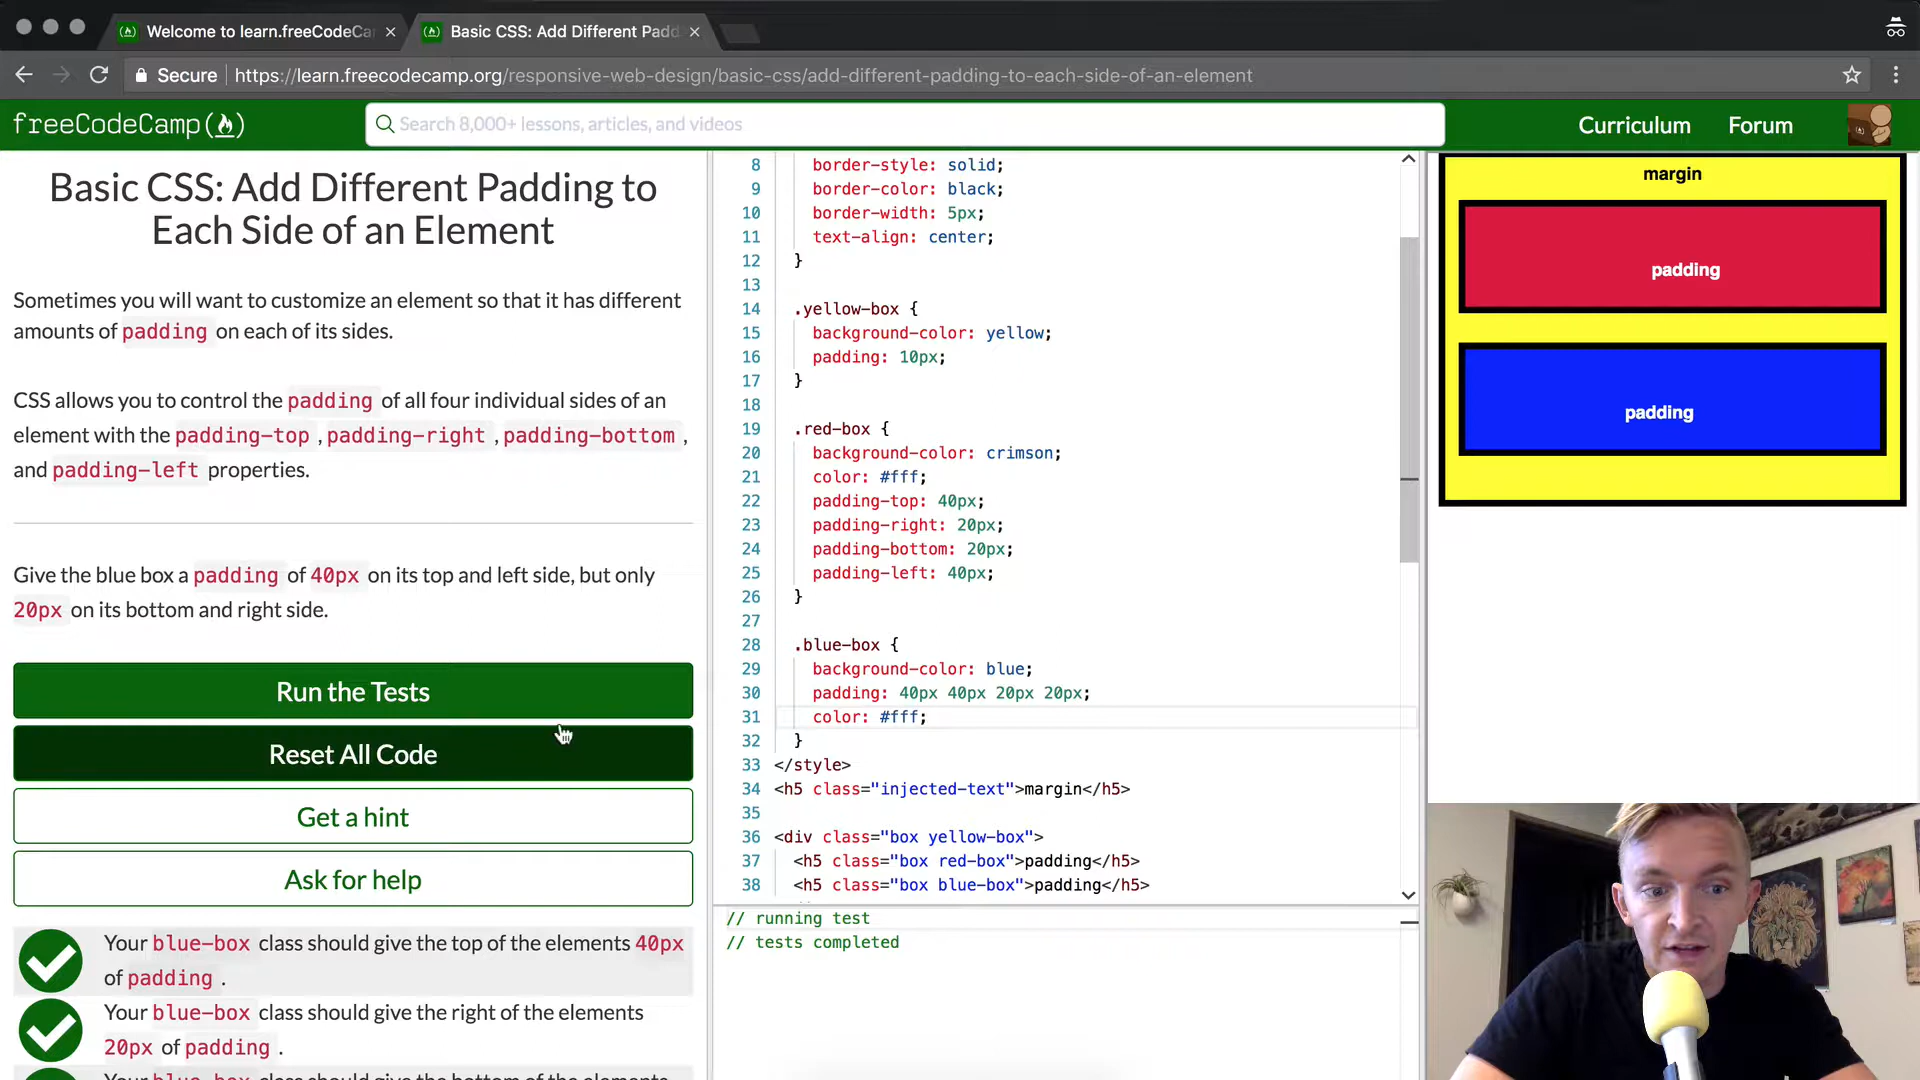 Welcome to learn.freeCodeCa
Basic CSS: Add Different Padd
Secure
https://learn.freecodecamp.org/responsive-web-design/basic-css/add-different-padding-to-each-side-of-an-element
freeCodeCamp
Search 8,000+ lessons, articles, and videos
Curriculum
Forum
Basic CSS: Add Different Padding to
Each Side of an Element
Sometimes you will want to customize an element so that it has different
amounts of padding on each of its sides.
CSS allows you to control the padding of all four individual sides of an
element with the padding-top , padding-right , padding-bottom ,
and padding-left properties.
Give the blue box a padding of 40px on its top and left side, but only
20px on its bottom and right side.
Run the Tests
Reset All Code
Get a hint
Ask for help
Your blue-box class should give the top of the elements 40px
of padding .
Your blue-box class should give the right of the elements
20px of padding .
Your blue-box class should give the bottom of the elements
8 border-style: solid;
9 border-color: black;
10 border-width: 5px;
11 text-align: center;
12 }
13
14 .yellow-box {
15 background-color: yellow;
16 padding: 10px;
17 }
18
19 .red-box {
20 background-color: crimson;
21 color: #fff;
22 padding-top: 40px;
23 padding-right: 20px;
24 padding-bottom: 20px;
25 padding-left: 40px;
26 }
27
28 .blue-box {
29 background-color: blue;
30 padding: 40px 40px 20px 20px;
31 color: #fff;
32 }
33 </style>
34 <h5 class="injected-text">margin</h5>
35
36 <div class="box yellow-box">
37 <h5 class="box red-box">padding</h5>
38 <h5 class="box blue-box">padding</h5>
// running test
// tests completed
margin
padding
padding